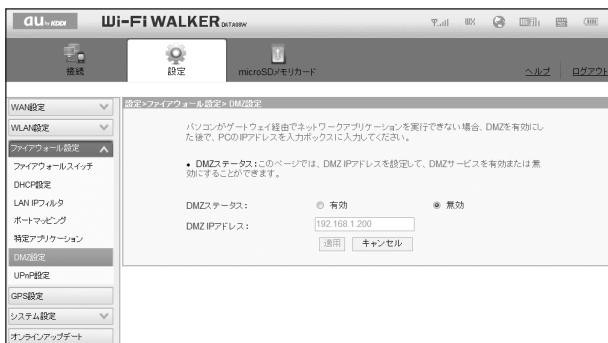 au by KDDI Wi-Fi WALKER DATA08W
接続
設定
microSDメモリカード
ヘルプ
ログアウト
WAN設定
WLAN設定
ファイアウォール設定
ファイアウォールスイッチ
DHCP設定
LAN IPフィルタ
ポートマッピング
特定アプリケーション
DMZ設定
UPnP設定
GPS設定
システム設定
オンラインアップデート
設定>ファイアウォール設定> DMZ設定
パソコンがゲートウェイ経由でネットワークアプリケーションを実行できない場合、DMZを有効にし
た後で、PCのIPアドレスを入力ボックスに入力してください。
• DMZステータス:このページでは、DMZ IPアドレスを設定して、DMZサービスを有効または無
効にすることができます。
DMZステータス: 有効 無効
DMZ IPアドレス: 192.168.1.200
適用 キャンセル